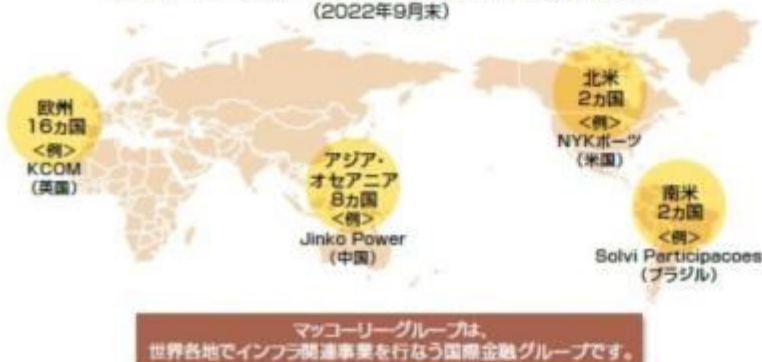 (2022年9月末)
欧州
16ヵ国
<例>
KCOM
(英国)
アジア・
オセアニア
8ヵ国
<例>
Jinko Power
(中国)
北米
2ヵ国
<例>
NYKポーツ
(米国)
南米
2ヵ国
<例>
Solvi Participacoes
(ブラジル)
マッコーリーグループは、
世界各地でインフラ関連事業を行なう国際金融グループです。